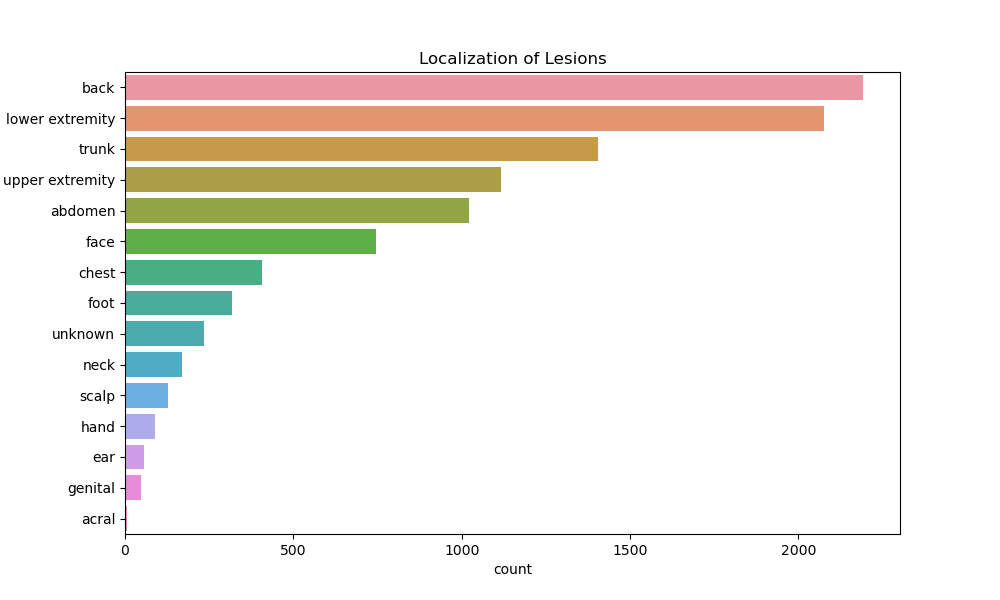 Localization of Lesions
back
lower extremity
trunk
upper extremity
abdomen
face
chest
foot
unknown
neck
scalp
hand
ear
genital
acral
0 500 1000 1500 2000
count